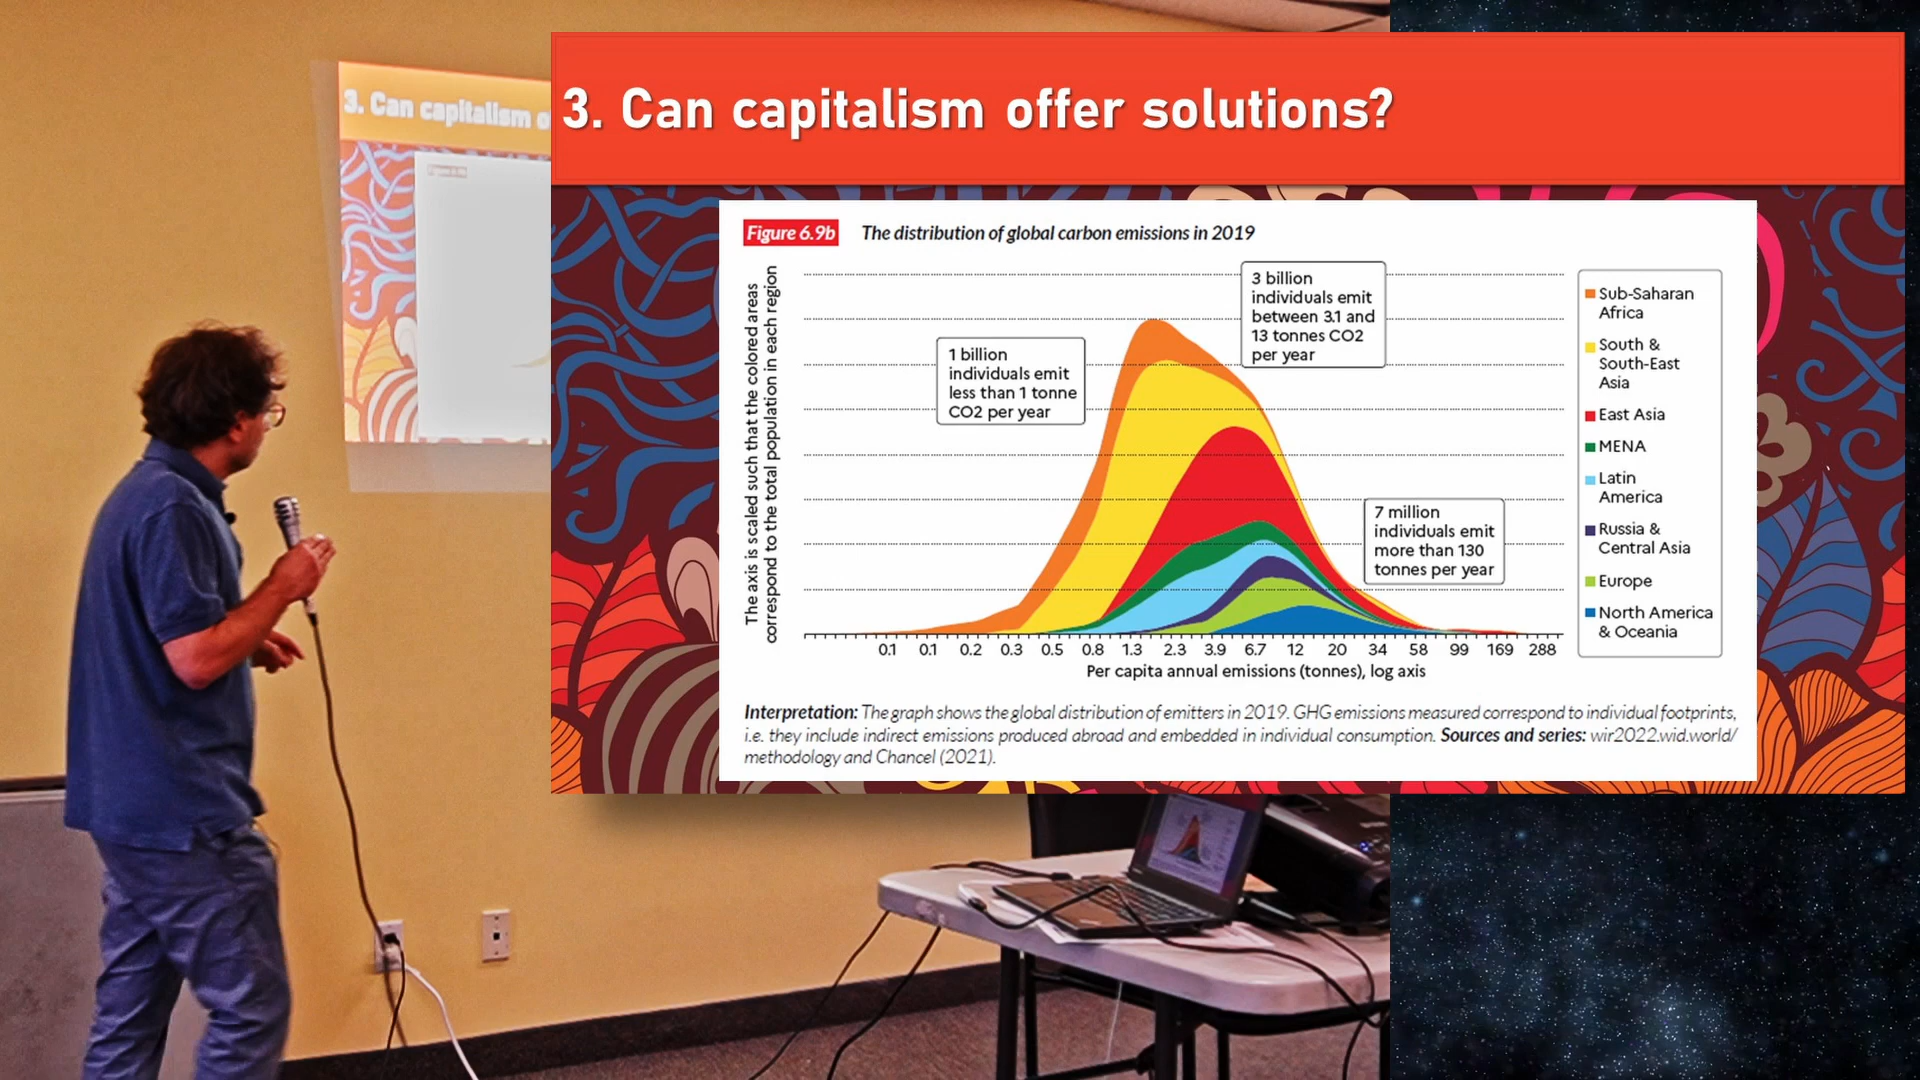 3. Can capitalism o
3. Can capitalism offer solutions?
Figure 6.9b
The distribution of global carbon emissions in 2019
The axis is scaled such that the colored areas
correspond to the total population in each region
1 billion
individuals emit
less than 1 tonne
CO2 per year
3 billion
individuals emit
between 3.1 and
13 tonnes CO2
per year
7 million
individuals emit
more than 130
tonnes per year
Sub-Saharan
Africa
South &
South-East
Asia
East Asia
MENA
Latin
America
Russia &
Central Asia
Europe
North America
& Oceania
0.1 0.1 0.2 0.3 0.5 0.8 1.3 2.3 3.9 6.7 12 20 34 58 99 169 288
Per capita annual emissions (tonnes), log axis
Interpretation: The graph shows the global distribution of emitters in 2019. GHG emissions measured correspond to individual footprints,
i.e. they include indirect emissions produced abroad and embedded in individual consumption. Sources and series: wir2022.wid.world/
methodology and Chancel (2021).